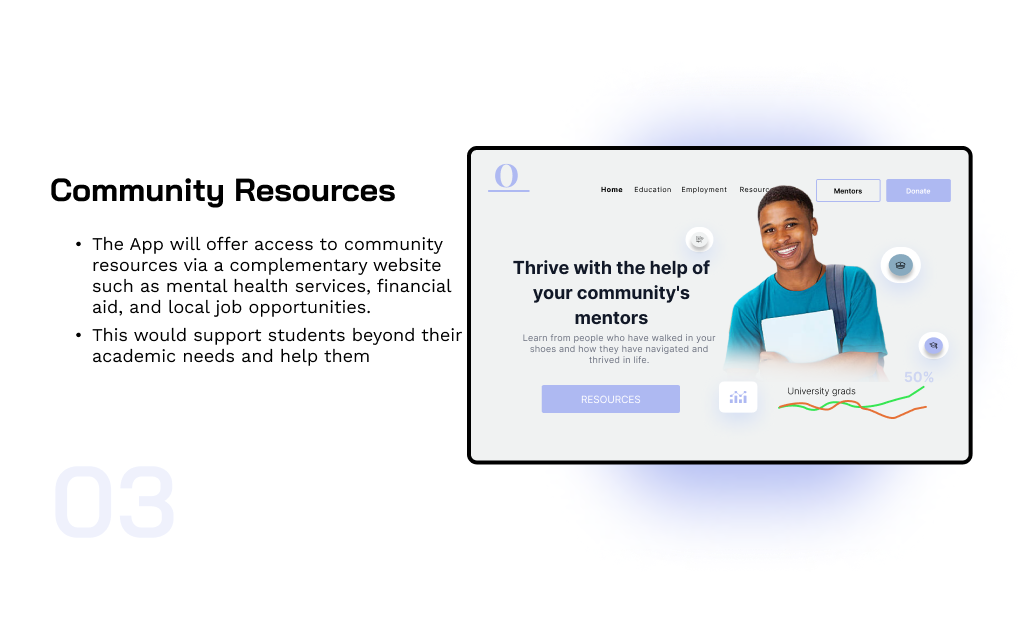 Community Resources
• The App will offer access to community
resources via a complementary website
such as mental health services, financial
aid, and local job opportunities.
• This would support students beyond their
academic needs and help them
03
O
Home Education Employment Mentors Donate
Thrive with the help of
your community's
mentors
Learn from people who have walked in your
shoes and how they have navigated and
thrived in life.
RESOURCES
50%
University grads